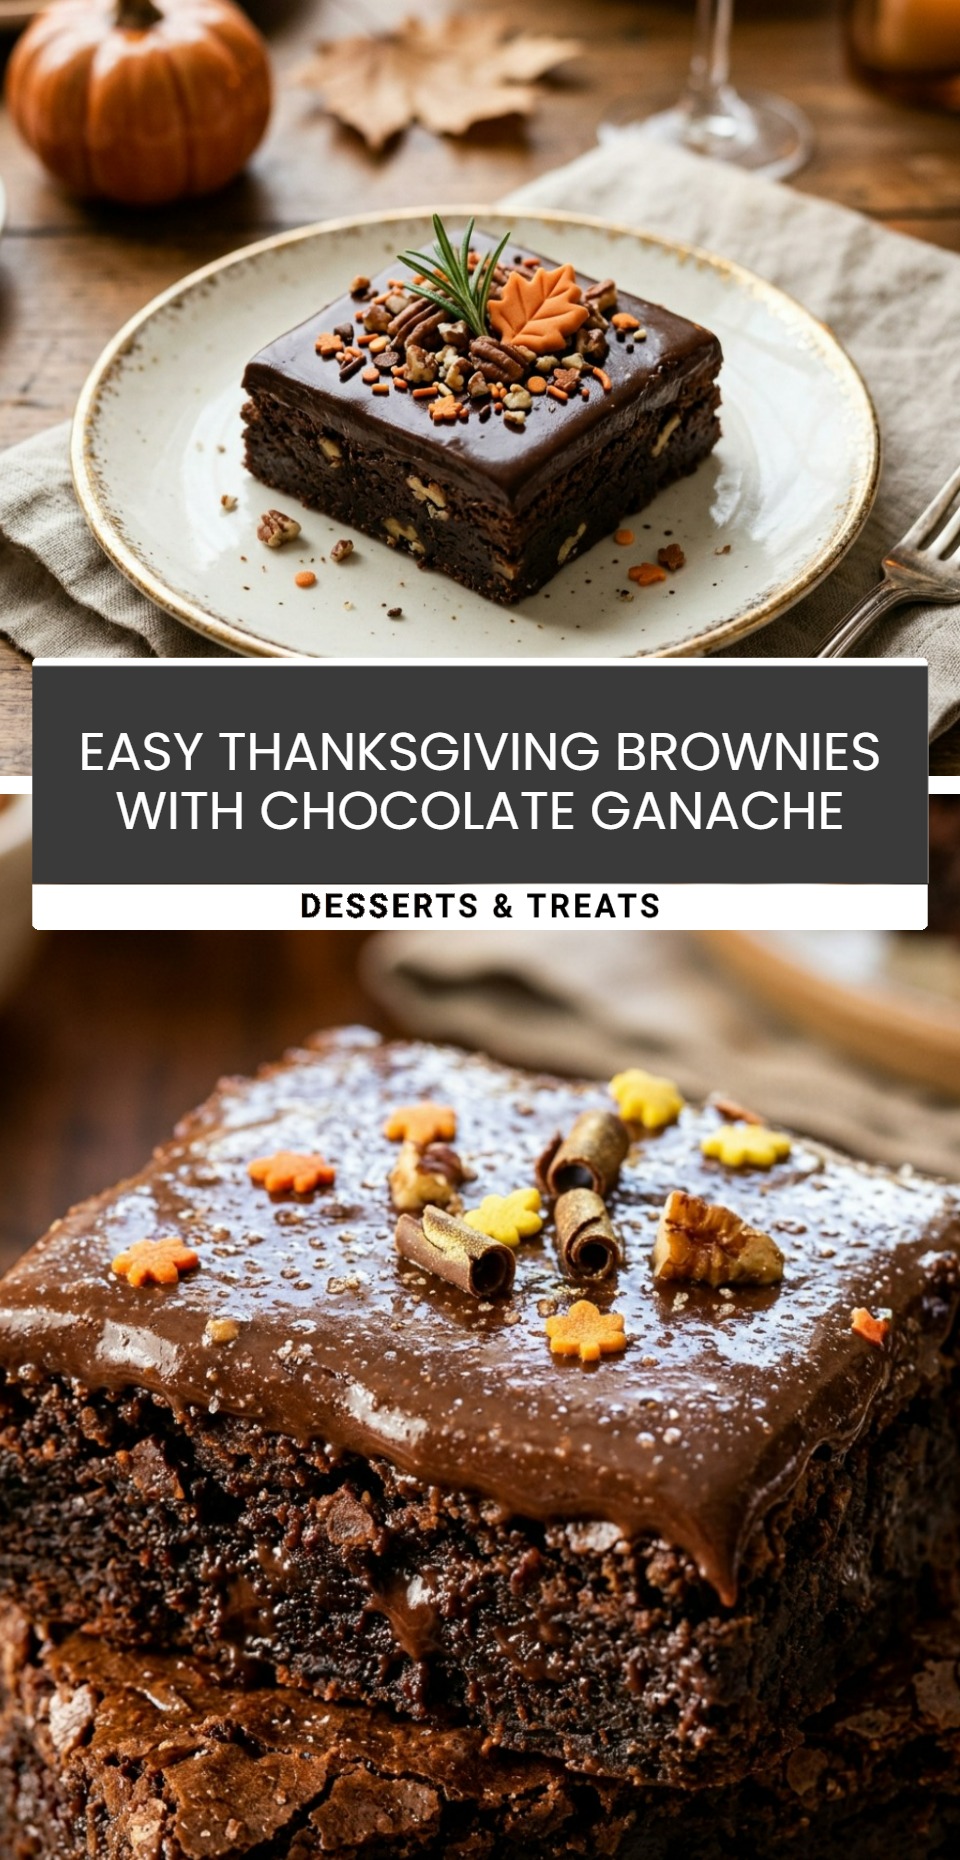 EASY THANKSGIVING BROWNIES
WITH CHOCOLATE GANACHE
DESSERTS & TREATS